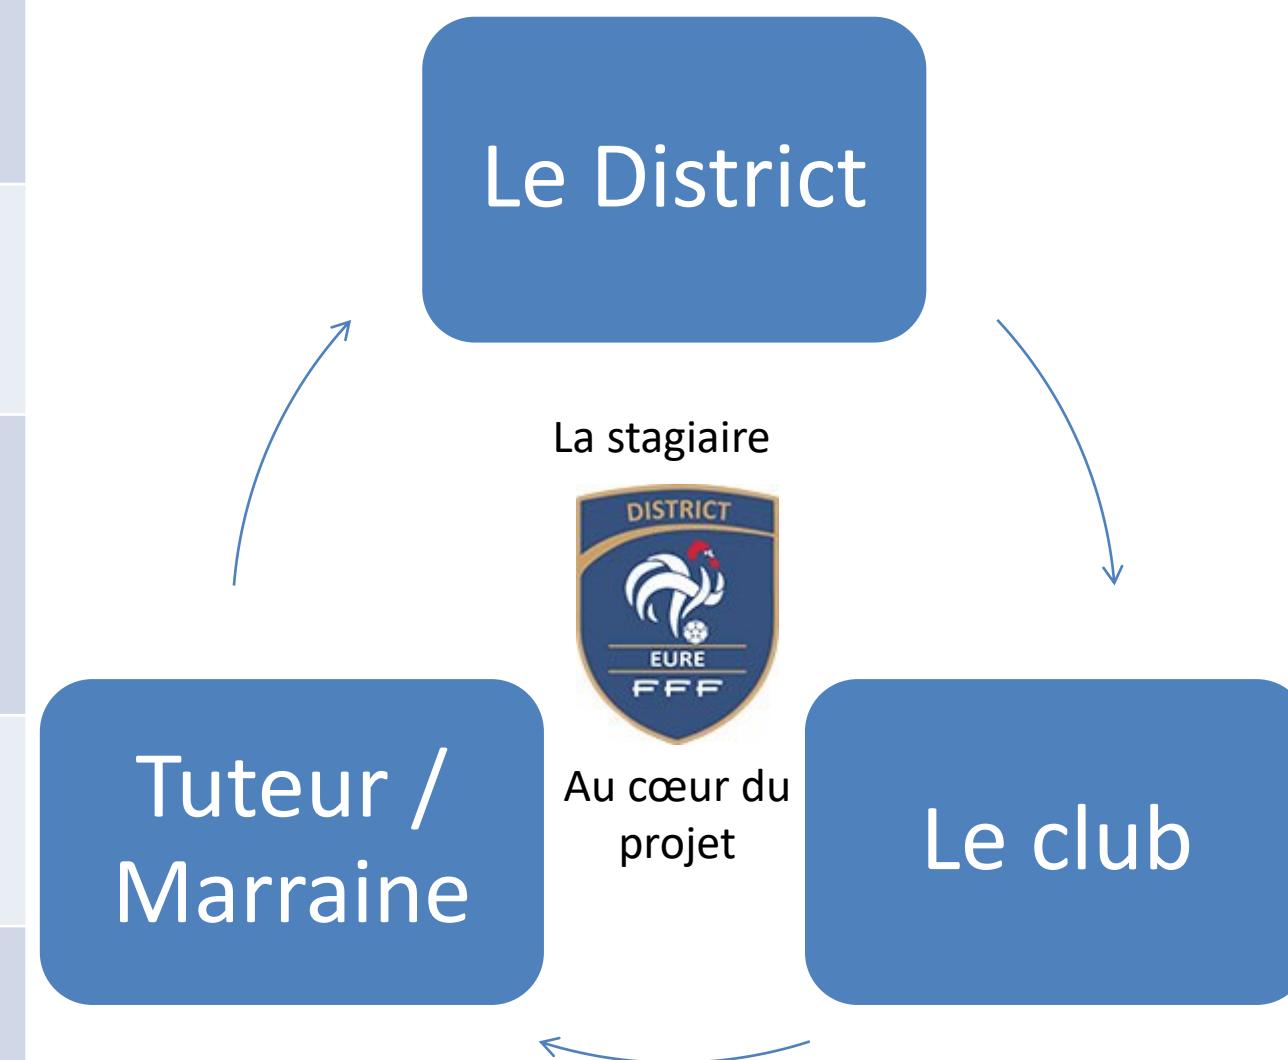 Le District
La stagiaire
DISTRICT
EURE
FFF
Au cœur du
projet
Tuteur /
Marraine
Le club